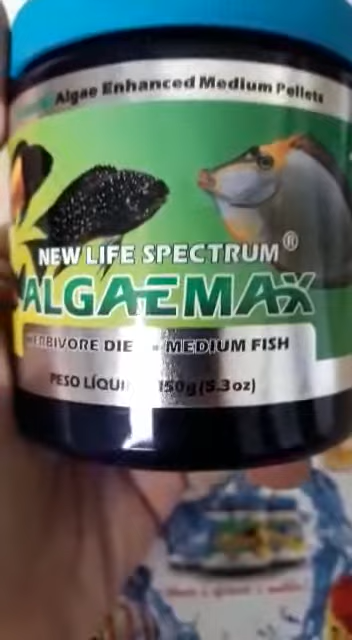 Algae Enhanced Medium Pellets
NEW LIFE SPECTRUM®
ALGAEMAX
HERBIVORE DIE - MEDIUM FISH
PESO LÍQUI 150g (5.3 oz)